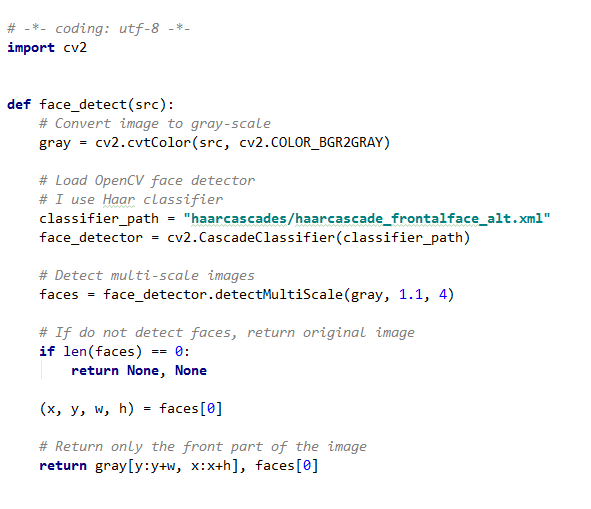 # -*- coding: utf-8 -*-
import cv2
def face_detect(src):
# Convert image to gray-scale
gray = cv2.cvtColor(src, cv2.COLOR_BGR2GRAY)
# Load OpenCV face detector
# I use Haar classifier
classifier_path = "haarcascades/haarcascade_frontalface_alt.xml"
face_detector = cv2.CascadeClassifier(classifier_path)
# Detect multi-scale images
faces = face_detector.detectMultiScale(gray, 1.1, 4)
# If do not detect faces, return original image
if len(faces) == 0:
return None, None
(x, y, w, h) = faces[0]
# Return only the front part of the image
return gray[y:y+w, x:x+h], faces[0]